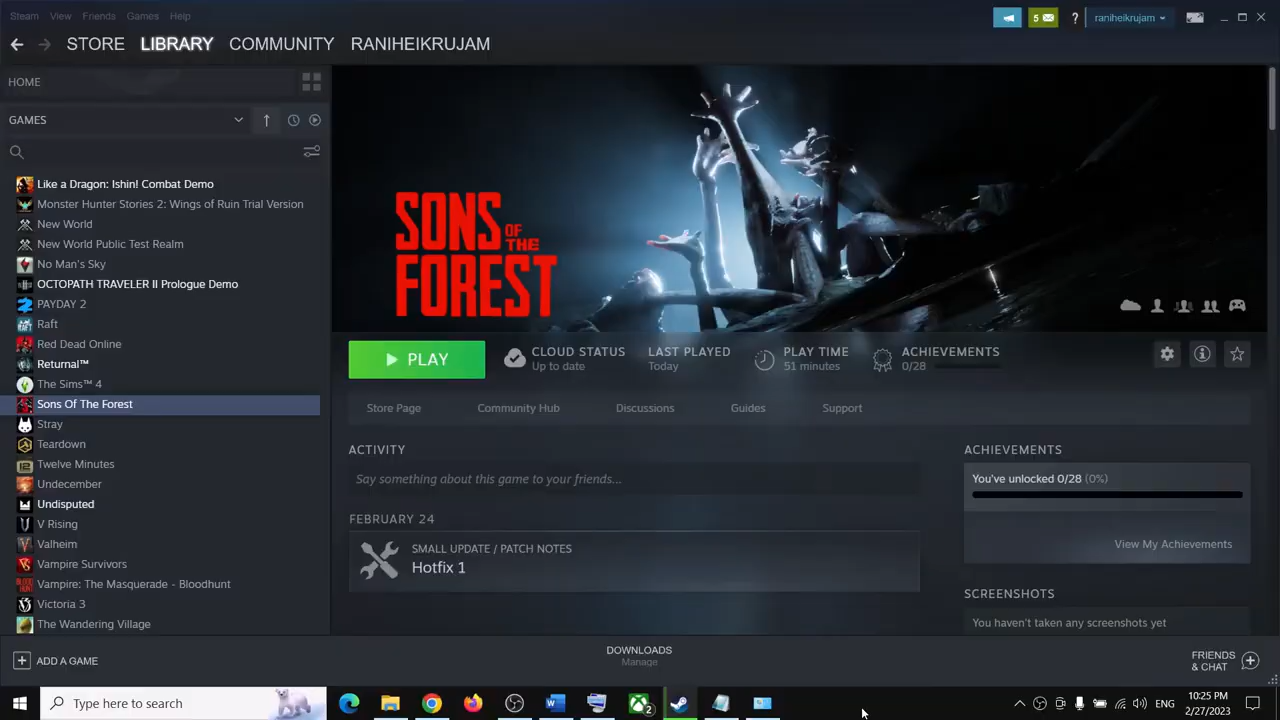 Steam View Friends Games Help
5 ? raniheikrujam
STORE LIBRARY COMMUNITY RANIHEIKRUJAM
HOME
GAMES
Like a Dragon: Ishin! Combat Demo
Monster Hunter Stories 2: Wings of Ruin Trial Version
New World
New World Public Test Realm
No Man's Sky
OCTOPATH TRAVELER II Prologue Demo
PAYDAY 2
Raft
Red Dead Online
Returnal™
The Sims™ 4
Sons Of The Forest
Stray
Teardown
Twelve Minutes
Undecember
Undisputed
V Rising
Valheim
Vampire Survivors
Vampire: The Masquerade - Bloodhunt
Victoria 3
The Wandering Village
SONS OF THE FOREST
PLAY
CLOUD STATUS
Up to date
LAST PLAYED
Today
PLAY TIME
51 minutes
ACHIEVEMENTS
0/28
Store Page Community Hub Discussions Guides Support
ACTIVITY
Say something about this game to your friends...
FEBRUARY 24
SMALL UPDATE / PATCH NOTES
Hotfix 1
ACHIEVEMENTS
You've unlocked 0/28 (0%)
View My Achievements
SCREENSHOTS
You haven't taken any screenshots yet
ADD A GAME
DOWNLOADS
Manage
FRIENDS
& CHAT
Type here to search
2
ENG
10:25 PM
2/27/2023